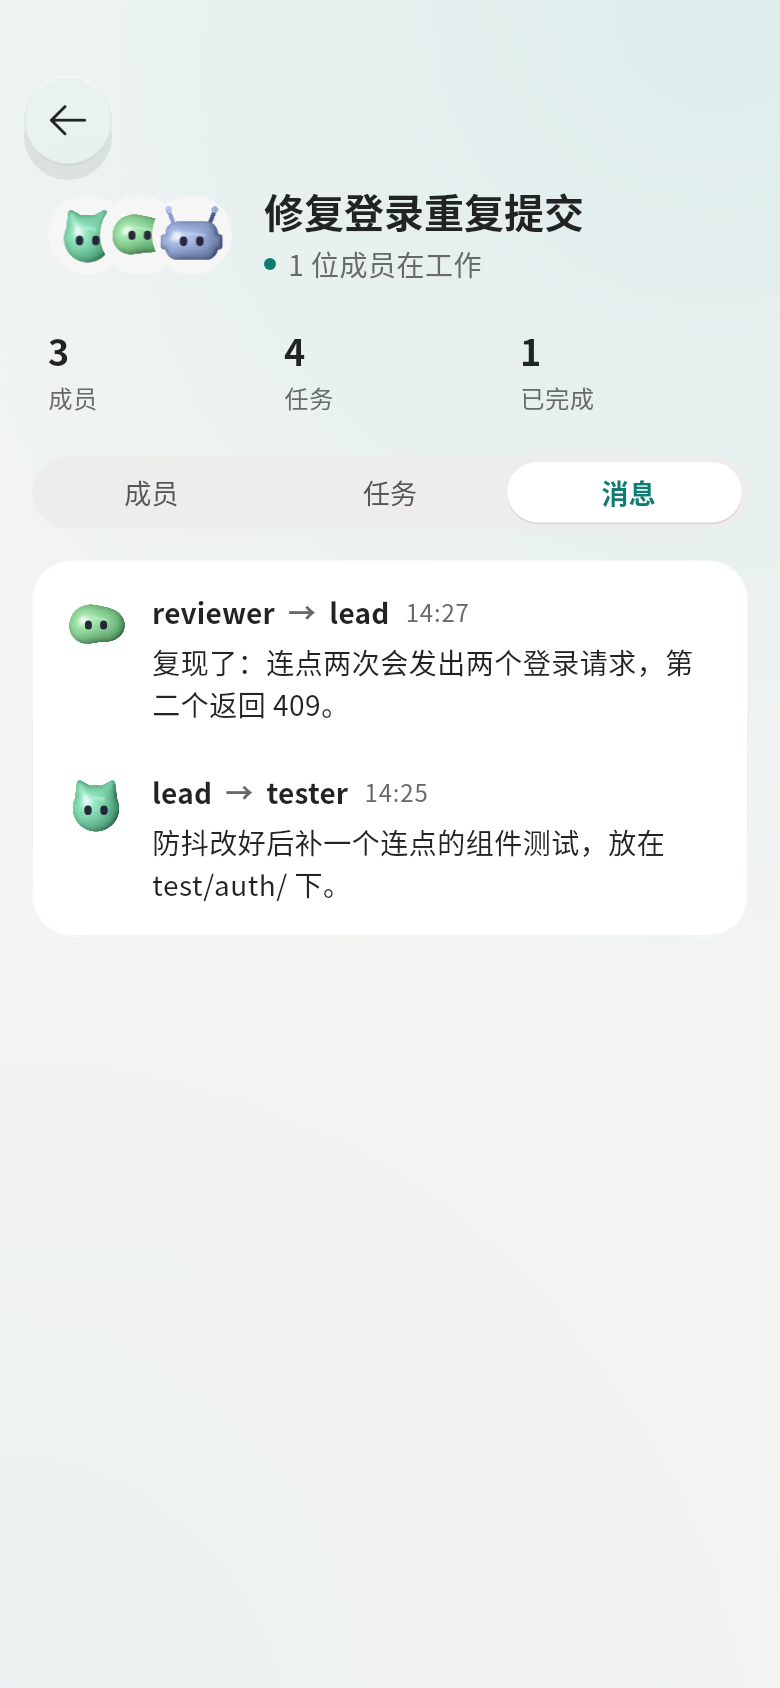 修复登录重复提交
1 位成员在工作
3
4
1
成员
任务
已完成
成员
任务
消息
reviewer → lead 14:27
复现了：连点两次会发出两个登录请求，第
二个返回 409。
lead → tester 14:25
防抖改好后补一个连点的组件测试，放在
test/auth/ 下。